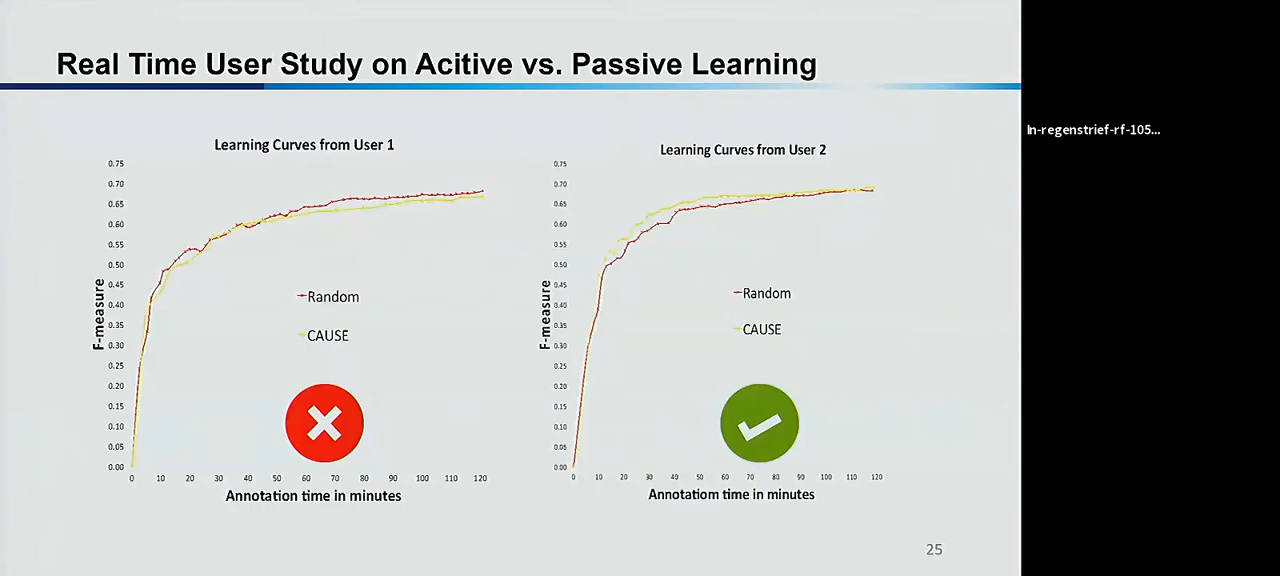 Real Time User Study on Acitive vs. Passive Learning
ln-regenstrief-rf-105...
Learning Curves from User 1
0.75
0.70
0.65
0.60
0.55
0.50
0.45
0.40
0.35
0.30
0.25
0.20
0.15
0.10
0.05
0.00
F-measure
Random
CAUSE
0 10 20 30 40 50 60 70 80 90 100 110 120
Annotation time in minutes
Learning Curves from User 2
0.75
0.70
0.65
0.60
0.55
0.50
0.45
0.40
0.35
0.30
0.25
0.20
0.15
0.10
0.05
0.00
F-measure
Random
CAUSE
0 10 20 30 40 50 60 70 80 90 100 110 120
Annotatiom time in minutes
25